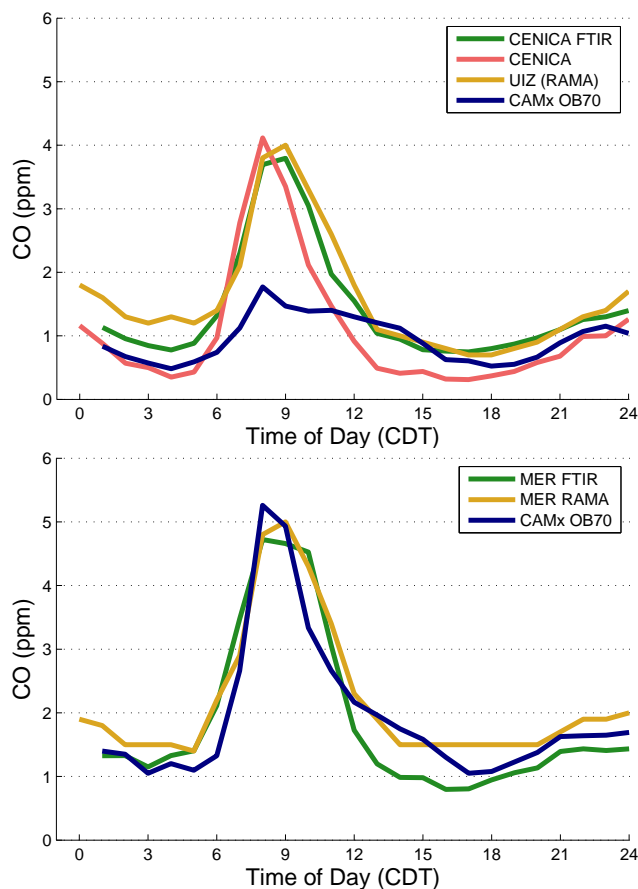 6
5
4
3
2
1
0
CO (ppm)
CENICA FTIR
CENICA
UIZ (RAMA)
CAMx OB70
0 3 6 9 12 15 18 21 24
Time of Day (CDT)
6
5
4
3
2
1
0
CO (ppm)
MER FTIR
MER RAMA
CAMx OB70
0 3 6 9 12 15 18 21 24
Time of Day (CDT)